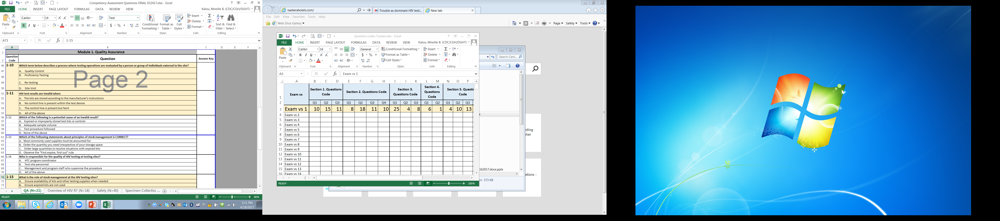 Competency Assessment Questions-FINAL 032417.xlsx - Excel
FILE HOME INSERT PAGE LAYOUT FORMULAS DATA REVIEW VIEW
Kalou, Mireille B. (CDC/CGH/DGHT)
Calibri 14 Text
Paste
Conditional Formatting Format as Table Cell Styles
Insert
Delete
Format
Sort & Filter Find & Select
Clipboard Font Alignment Number Styles Cells Editing
A71 1-15
A B C D E F
1 Module 1. Quality Assurance
2 Question Code Question Answer Key
46 1-10 Which term below describes a process where testing operations are evaluated by a person or group of individuals external to the site?
47 A. Quality Control
48 B. Proficiency Testing
49 C. Re-testing
50 D. Site Visit
Page 2
51 1-11 HIV test results are invalid when:
52 A. The kits are stored according to the manufacturer's instructions
53 B. No control line is present within the test device
54 C. The control line is present but faint
55 D. All of the above
56 1-12 Which of the following is a potential cause of an invalid result?
57 A. Expired or improperly stored test kits or controls
58 B. Adequate sample volume
59 C. Test procedure followed
60 D. None of the above
61 1-13 Which of the following statements about principles of stock management is CORRECT?
62 A. Most commonly used supplies must be accounted for
63 B. Order the quantity you need irrespective of your storage space
64 C. Order large quantities to resolve situations with expired kits
65 D. Observe the "First expire, first out" rule
66 1-14 Who is responsible for the quality of HIV testing at testing sites?
67 A. HTC program coordinator
68 B. Test site personnel
69 C. Management and program staff who supervise the procedure
70 D. All of the above
71 1-15 What is the role of stock management at the HIV testing sites?
72 A. Ensure availability of kits and other testing supplies when needed
73 B. Ensure expired kits are not used
QA (N=21) Overview of HIV RT (N=18) Safety (N=40) Specimen Collection ...
READY 80%
5:11 PM
4/18/2017
nasherahotels.com/
Trouble as dominant HIV testi... New tab
File Edit View Favorites Tools Help
Web Slice Gallery
Page Safety Tools
Question codes Tracker.xlsx - Excel
FILE HOME INSERT PAGE LAYOUT FORMULAS DATA REVIEW VIEW
Kalou, Mireille B. (CDC/CGH/DGHT)
Calibri 16 General
Paste
Conditional Formatting
Format as Table
Cell Styles
Insert
Delete
Format
Clipboard Font Alignment Number Styles Cells Editing
A3 Exam vs 1
A B C D E F G H I J K L M N O P
1 Exam vs Section 1. Questions Code Section 2. Questions Code Section 3. Questions Code Section 4. Questions Code Section 5. Questio Code
2 Q1 Q2 Q3 Q1 Q2 Q3 Q4 Q1 Q2 Q3 Q1 Q2 Q1 Q2 Q3
3 Exam vs 1 10 15 11 8 18 11 10 25 4 8 6 1 4 10 13
4 Exam vs 2
5 Exam vs 3
6 Exam vs 4
7 Exam vs 5
8 Exam vs 6
9 Exam vs 7
10 Exam vs 8
11 Exam vs 9
12 Exam vs 10
13 Exam vs 11
14 Exam vs 12
15 Exam vs 13
16 Exam vs 14
READY 100%
Search Certi...
x
162017.docx.pptx
ze: 373 KB
sting
her
ations -